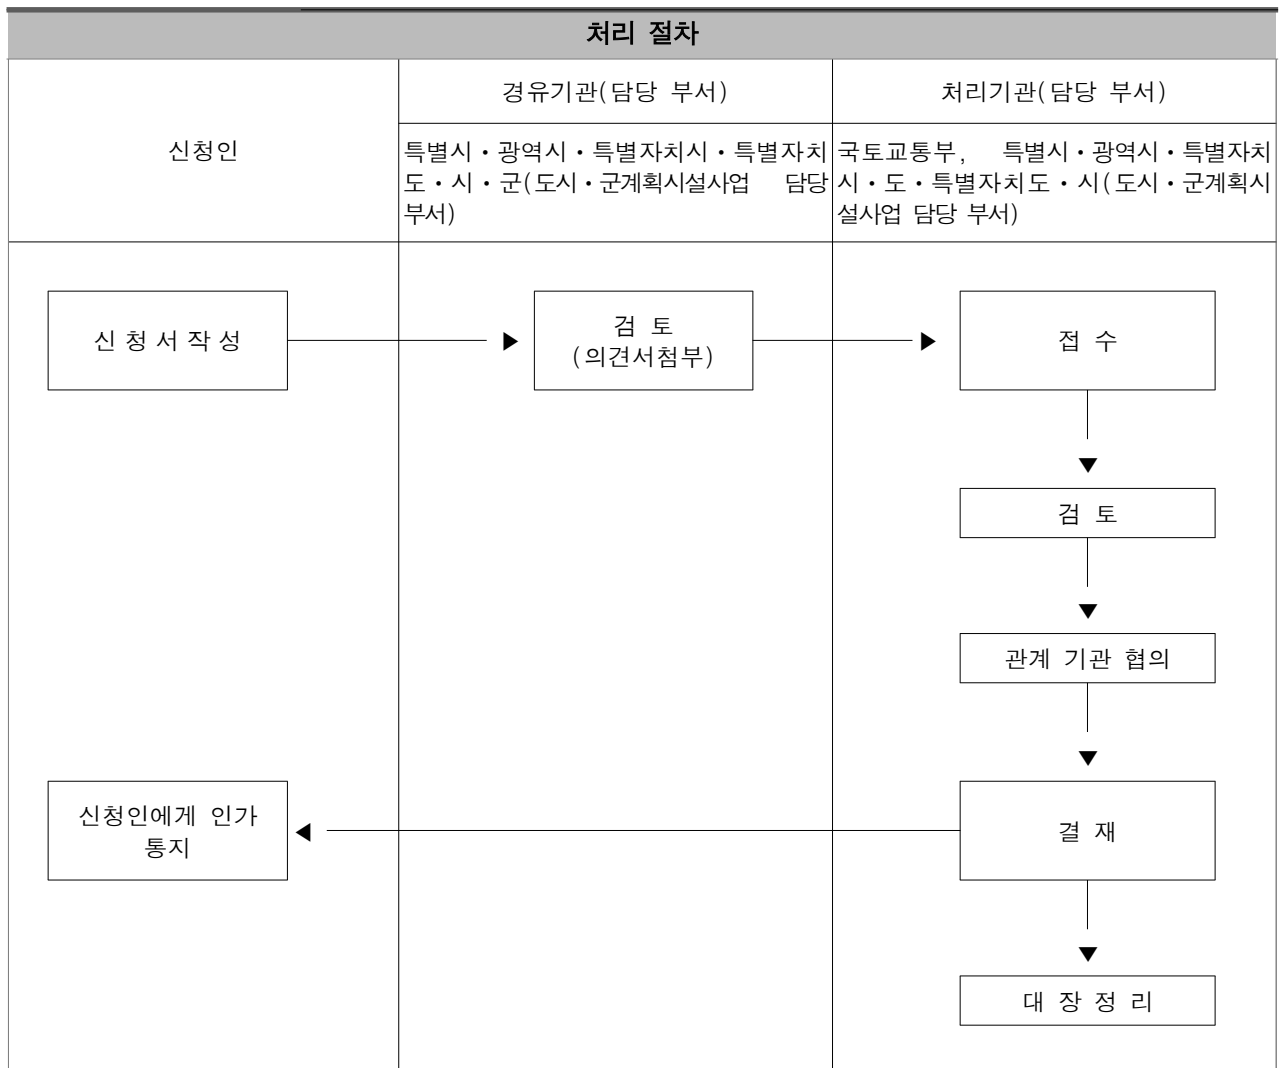 처리 절차
신청인
경유기관(담당 부서)
처리기관(담당 부서)
특별시・광역시・특별자치시・특별자치
도・시・군(도시・군계획시설사업 담당
부서)
국토교통부, 특별시・광역시・특별자치
시・도・특별자치도・시(도시・군계획시
설사업 담당 부서)
신 청 서 작 성
검 토
(의견서첨부)
접 수
검 토
관계 기관 협의
신청인에게 인가
통지
결 재
대 장 정 리